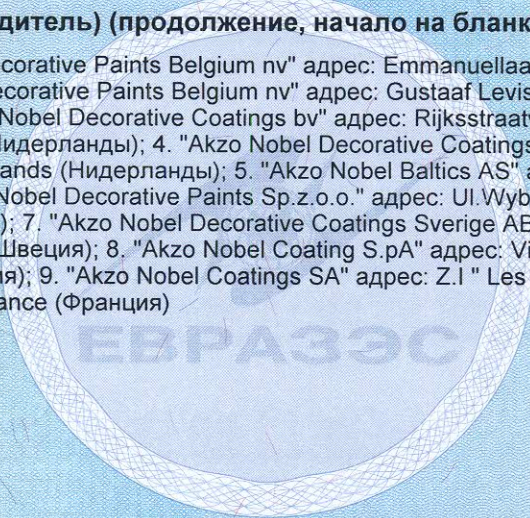 дитель) (продолжение, начало на бланк
corative Paints Belgium nv" адрес: Emmanuellaa
ecorative Paints Belgium nv" адрес: Gustaaf Levis
Nobel Decorative Coatings bv" адрес: Rijksstraatw
Нидерланды); 4. "Akzo Nobel Decorative Coatings
ands (Нидерланды); 5. "Akzo Nobel Baltics AS" а
Nobel Decorative Paints Sp.z.o.o." адрес: Ul.Wyb
); 7. "Akzo Nobel Decorative Coatings Sverige AB
Швеция); 8. "Akzo Nobel Coating S.pA" адрес: Vi
ия); 9. "Akzo Nobel Coatings SA" адрес: Z.I " Les
ance (Франция)
ЕВРАЗЭС